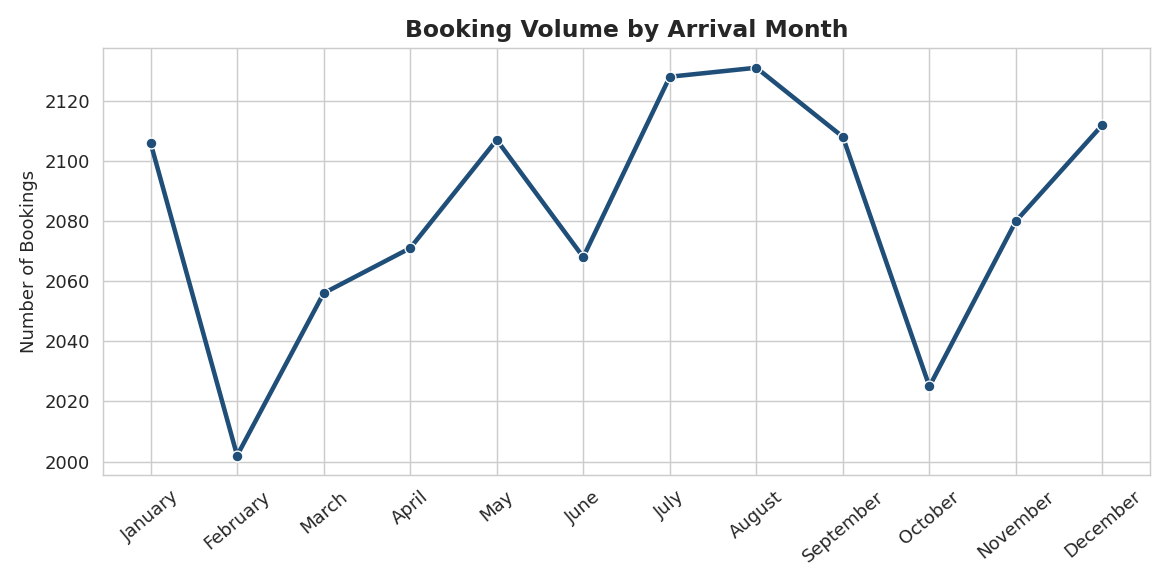 Booking Volume by Arrival Month
Number of Bookings
2120
2100
2080
2060
2040
2020
2000
January
February
March
April
May
June
July
August
September
October
November
December